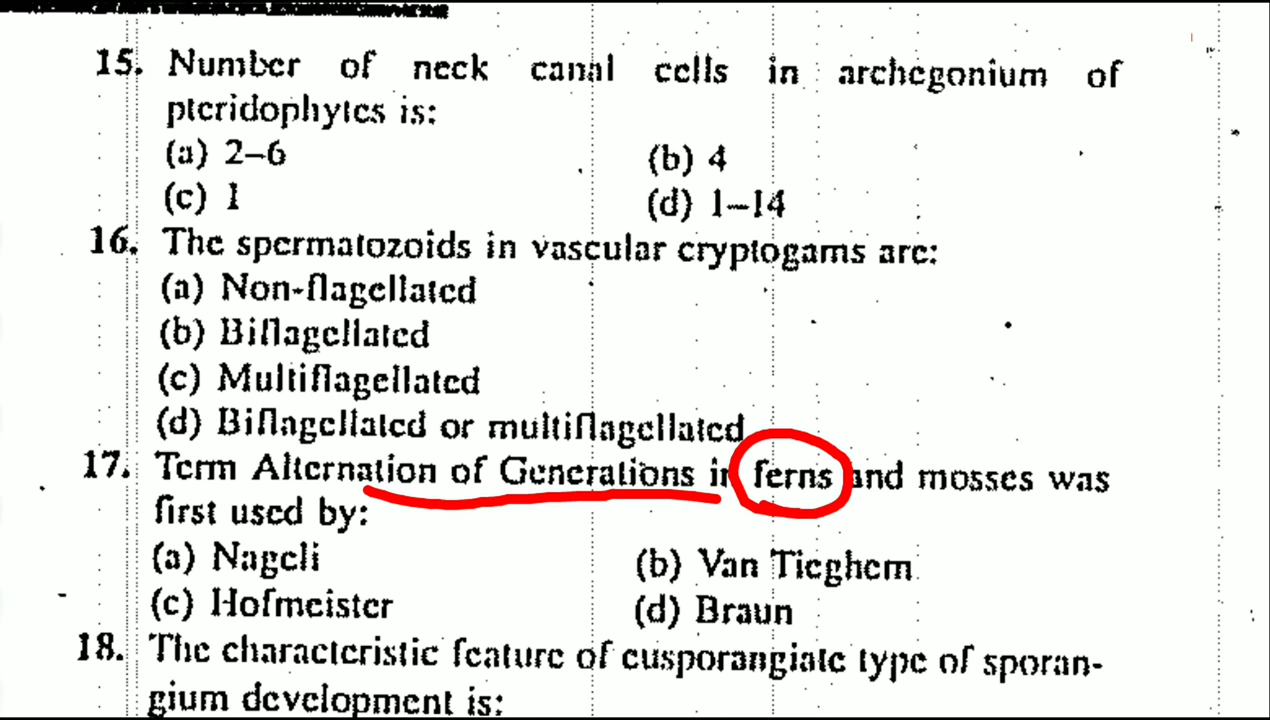 15. Number of neck canal cells in archegonium of
pteridophytes is:
(a) 2–6 (b) 4
(c) 1 (d) 1–14
16. The spermatozoids in vascular cryptogams are:
(a) Non-flagellated
(b) Biflagellated
(c) Multiflagellated
(d) Biflagellated or multiflagellated
17. Term Alternation of Generations in ferns and mosses was
first used by:
(a) Nageli (b) Van Tieghem
(c) Hofmeister (d) Braun
18. The characteristic feature of eusporangiate type of sporan-
gium development is: